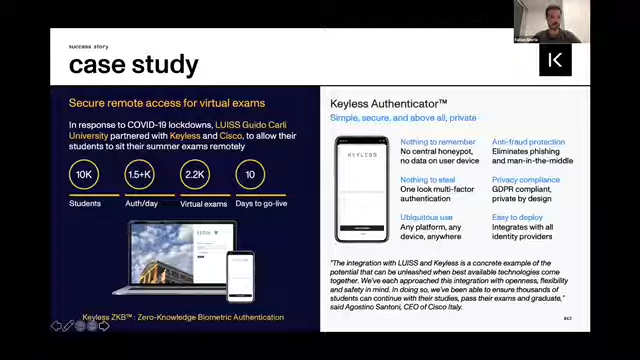 success story
case study
Secure remote access for virtual exams
In response to COVID-19 lockdowns, LUISS Guido Carli
University partnered with Keyless and Cisco, to allow their
students to sit their summer exams remotely
10K
1.5+K
2.2K
10
Students
Auth/day
Virtual exams
Days to go-live
Keyless ZKB™: Zero-Knowledge Biometric Authentication
Keyless Authenticator™
Simple, secure, and above all, private
KEYLESS
Nothing to remember
No central honeypot,
no data on user device
Anti-fraud protection
Eliminates phishing
and man-in-the-middle
Nothing to steal
One look multi-factor
authentication
Privacy compliance
GDPR compliant,
private by design
Ubiquitous use
Any platform, any
device, anywhere
Easy to deploy
Integrates with all
identity providers
"The integration with LUISS and Keyless is a concrete example of the
potential that can be unleashed when best available technologies come
together. We've each approached this integration with openness, flexibility
and safety in mind. In doing so, we've been able to ensure thousands of
students can continue with their studies, pass their exams and graduate,"
said Agostino Santoni, CEO of Cisco Italy.